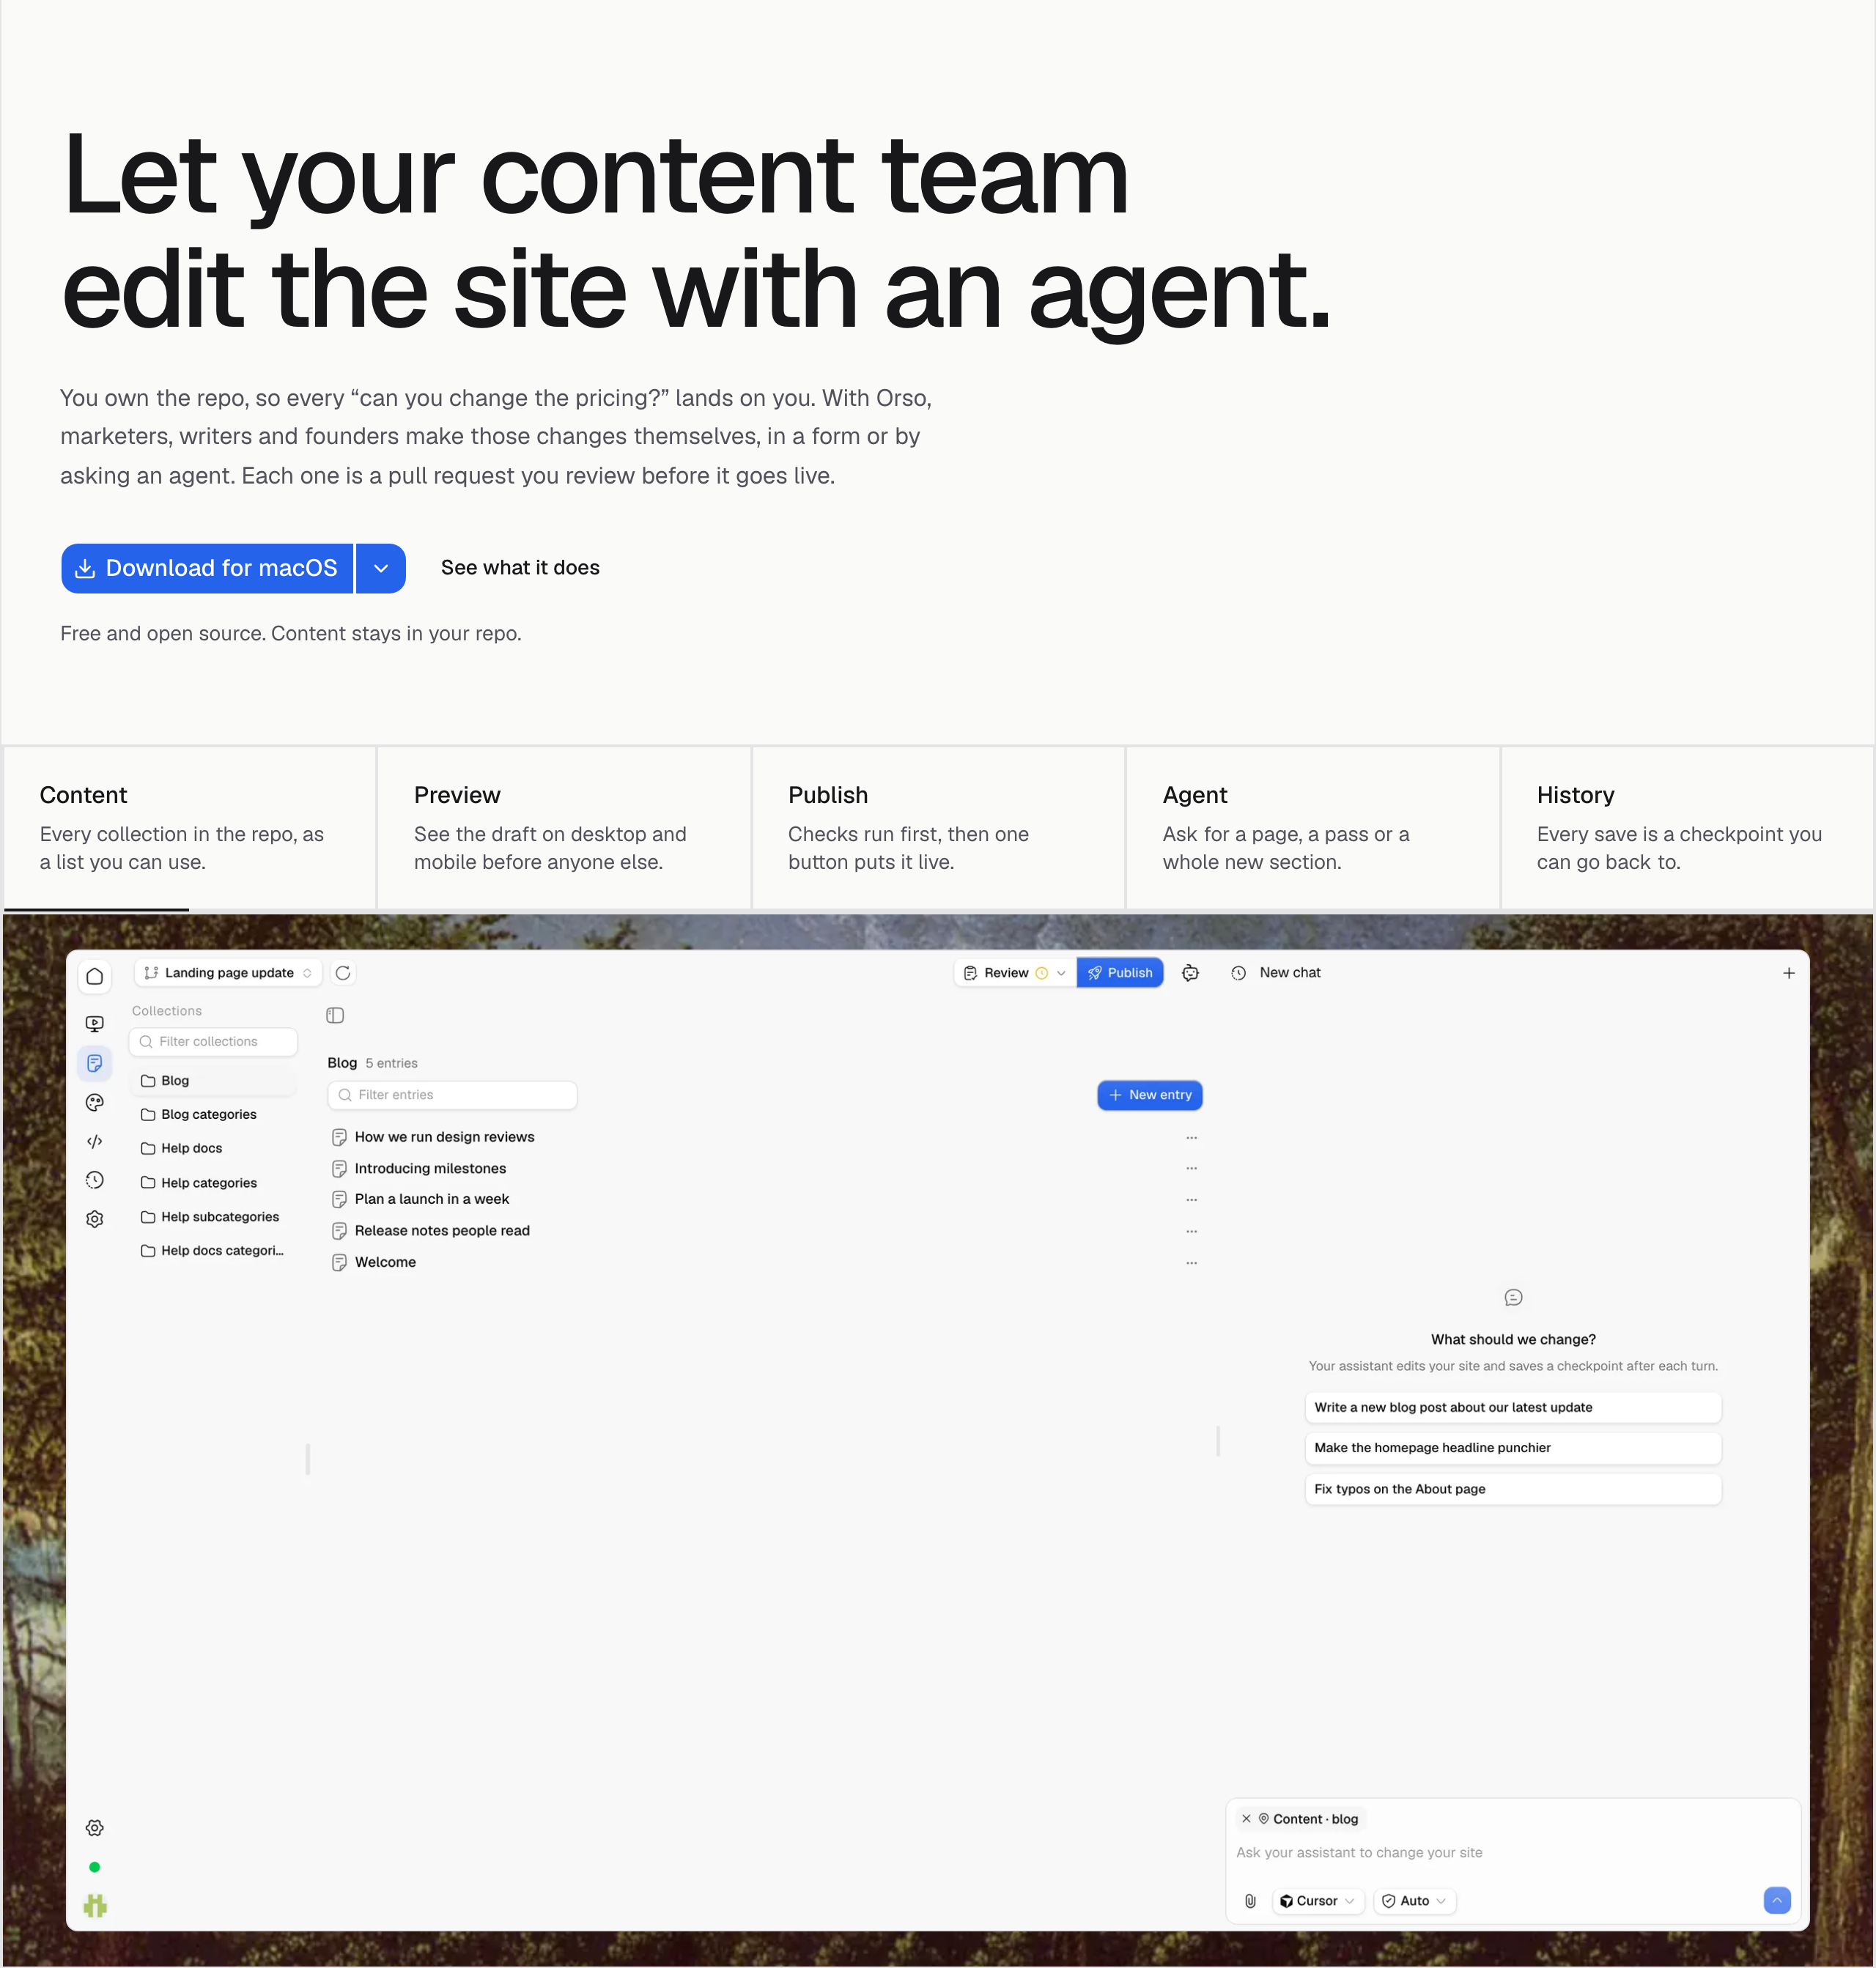 Let your content team
edit the site with an agent.
You own the repo, so every “can you change the pricing?” lands on you. With Orso,
marketers, writers and founders make those changes themselves, in a form or by
asking an agent. Each one is a pull request you review before it goes live.
Download for macOS
See what it does
Free and open source. Content stays in your repo.
Content
Every collection in the repo, as
a list you can use.
Preview
See the draft on desktop and
mobile before anyone else.
Publish
Checks run first, then one
button puts it live.
Agent
Ask for a page, a pass or a
whole new section.
History
Every save is a checkpoint you
can go back to.
Landing page update
Review
Publish
New chat
Collections
Filter collections
Blog
Blog categories
Help docs
Help categories
Help subcategories
Help docs categori...
Blog 5 entries
Filter entries
New entry
How we run design reviews
Introducing milestones
Plan a launch in a week
Release notes people read
Welcome
What should we change?
Your assistant edits your site and saves a checkpoint after each turn.
Write a new blog post about our latest update
Make the homepage headline punchier
Fix typos on the About page
Content · blog
Ask your assistant to change your site
Cursor
Auto